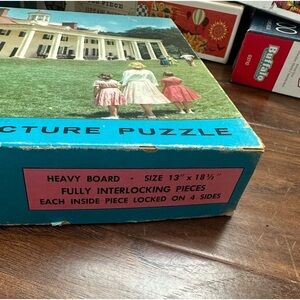 CTURE PUZZLE
HEAVY BOARD - SIZE 13" x 18½"
FULLY INTERLOCKING PIECES
EACH INSIDE PIECE LOCKED ON 4 SIDES
Buffalo